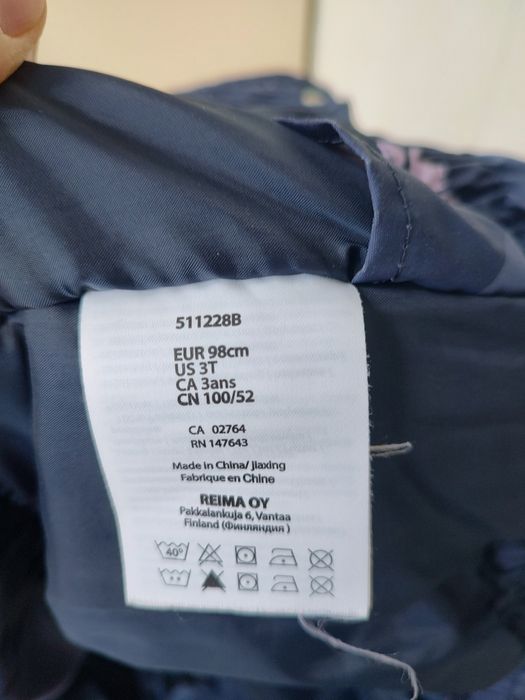 511228B
EUR 98cm
US 3T
CA 3ans
CN 100/52
CA 02764
RN 147643
Made in China/ Jiaxing
Fabrique en Chine
REIMA OY
Pakkalankuja 6, Vantaa
Finland (Финляндия )
40°